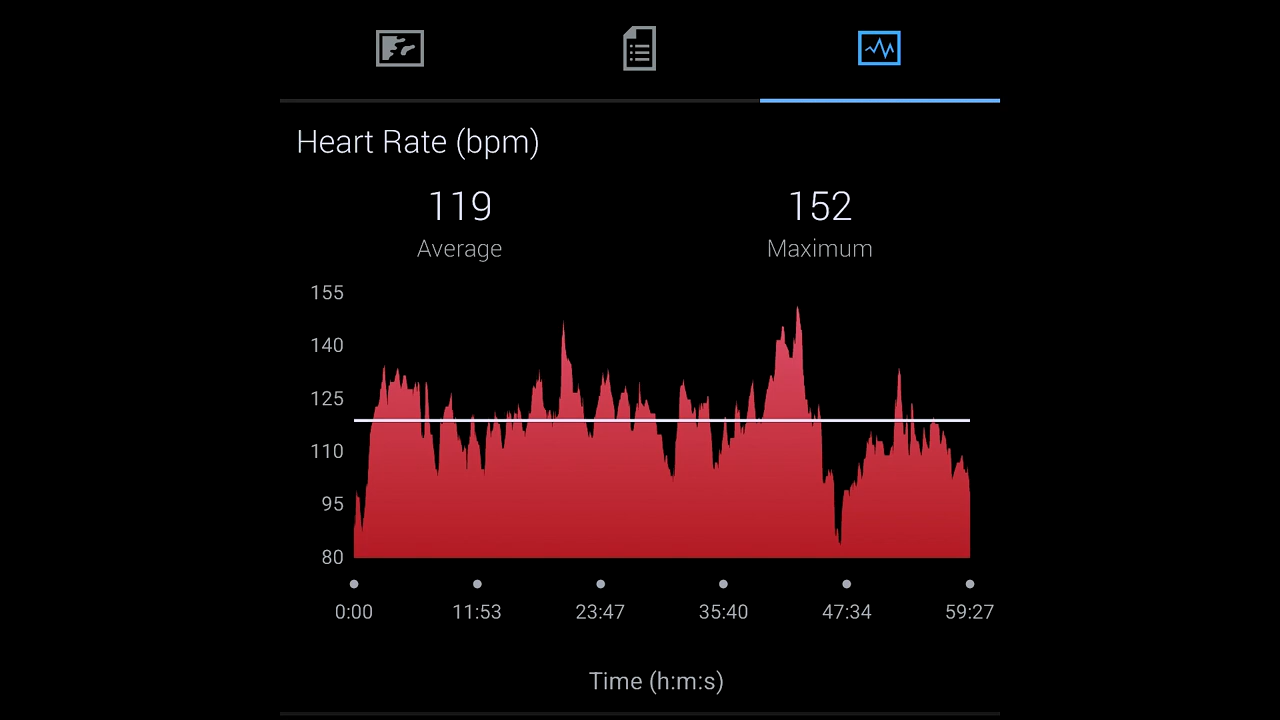 Heart Rate (bpm)
119 152
Average Maximum
155
140
125
110
95
80
0:00 11:53 23:47 35:40 47:34 59:27
Time (h:m:s)